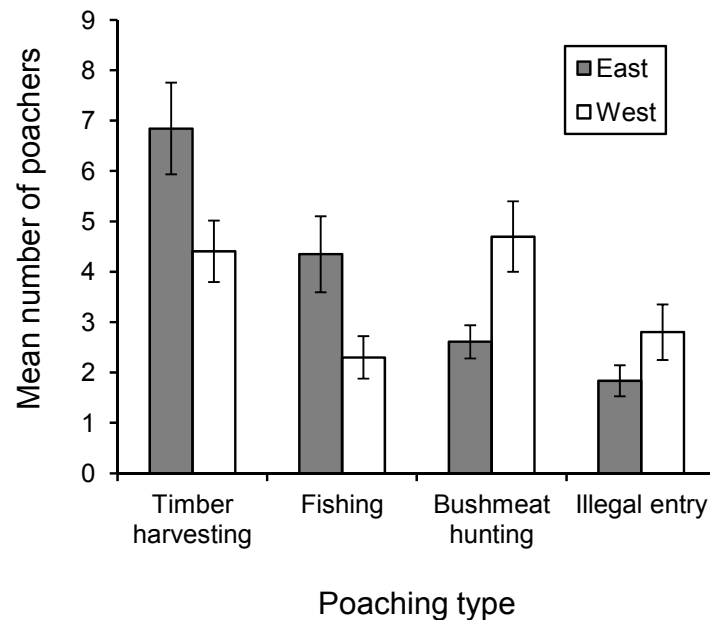 9
8
7
6
5
4
3
2
1
0
Mean number of poachers
East
West
Timber
harvesting
Fishing
Bushmeat
hunting
Illegal entry
Poaching type